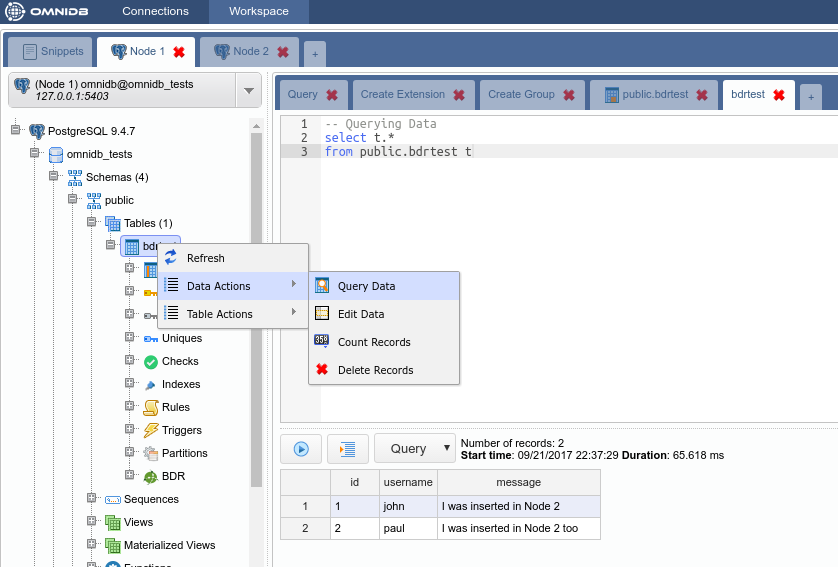 OMNIDB Connections Workspace
Snippets Node 1 Node 2 +
(Node 1) omnidb@omnidb_tests
127.0.0.1:5403
Query Create Extension Create Group public.bdrtest bdrtest +
1 -- Querying Data
2 select t.*
3 from public.bdrtest t
PostgreSQL 9.4.7
omnidb_tests
Schemas (4)
public
Tables (1)
Refresh
Data Actions
Table Actions
Query Data
Edit Data
Count Records
Delete Records
Uniques
Checks
Indexes
Rules
Triggers
Partitions
BDR
Sequences
Views
Materialized Views
Functions
Query
Number of records: 2
Start time: 09/21/2017 22:37:29 Duration: 65.618 ms
id username message
1 1 john I was inserted in Node 2
2 2 paul I was inserted in Node 2 too